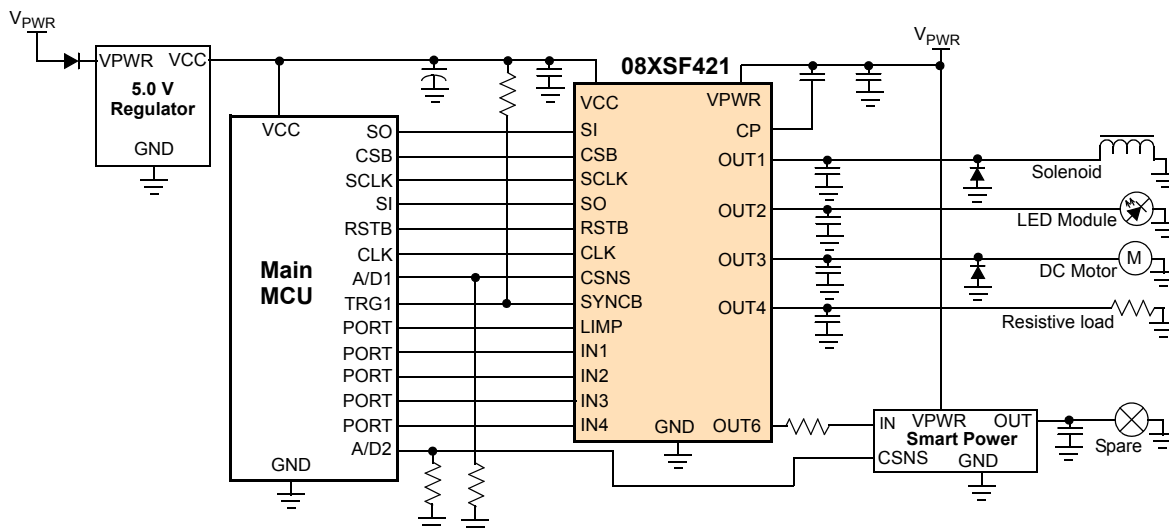 VPWR
VPWR VCC
5.0 V
Regulator
GND
VCC
Main
MCU
SO
CSB
SCLK
SI
RSTB
CLK
A/D1
TRG1
PORT
PORT
PORT
PORT
PORT
A/D2
GND
08XSF421
VCC
SI
CSB
SCLK
SO
RSTB
CLK
CSNS
SYNCB
LIMP
IN1
IN2
IN3
IN4
VPWR
CP
OUT1
OUT2
OUT3
OUT4
OUT6
GND
VPWR
Solenoid
LED Module
M
DC Motor
Resistive load
IN VPWR OUT
Smart Power
CSNS GND
Spare